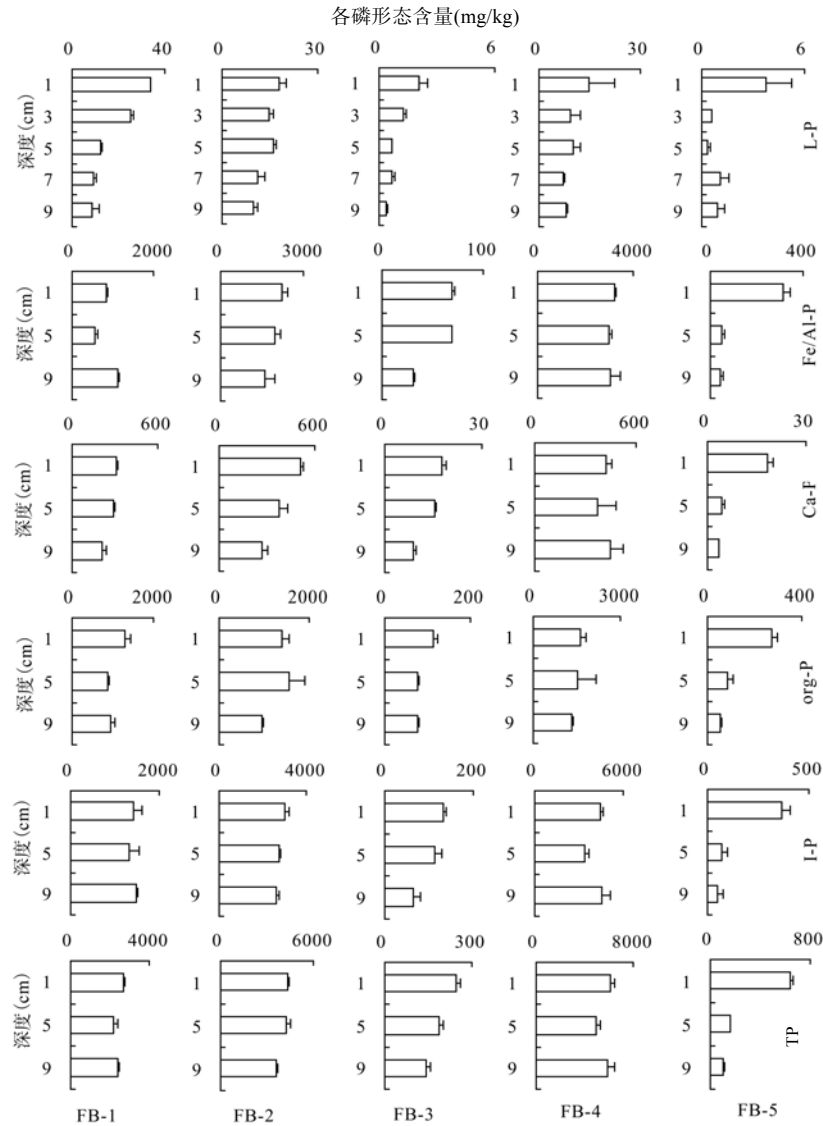 各磷形态含量(mg/kg)
0 40 0 30 0 6 0 30 0 6
深度(cm) 1 3 5 7 9 1 3 5 7 9 1 3 5 7 9 1 3 5 7 9 1 3 5 7 9 L-P
0 2000 0 3000 0 100 0 4000 0 400
深度(cm) 1 5 9 1 5 9 1 5 9 1 5 9 1 5 9 Fe/Al-P
0 600 0 600 0 30 0 600 0 30
深度(cm) 1 5 9 1 5 9 1 5 9 1 5 9 1 5 9 Ca-F
0 2000 0 2000 0 200 0 3000 0 400
深度(cm) 1 5 9 1 5 9 1 5 9 1 5 9 1 5 9 org-P
0 2000 0 4000 0 200 0 6000 0 500
深度(cm) 1 5 9 1 5 9 1 5 9 1 5 9 1 5 9 I-P
0 4000 0 6000 0 300 0 8000 0 800
深度(cm) 1 5 9 1 5 9 1 5 9 1 5 9 1 5 9 TP
FB-1 FB-2 FB-3 FB-4 FB-5